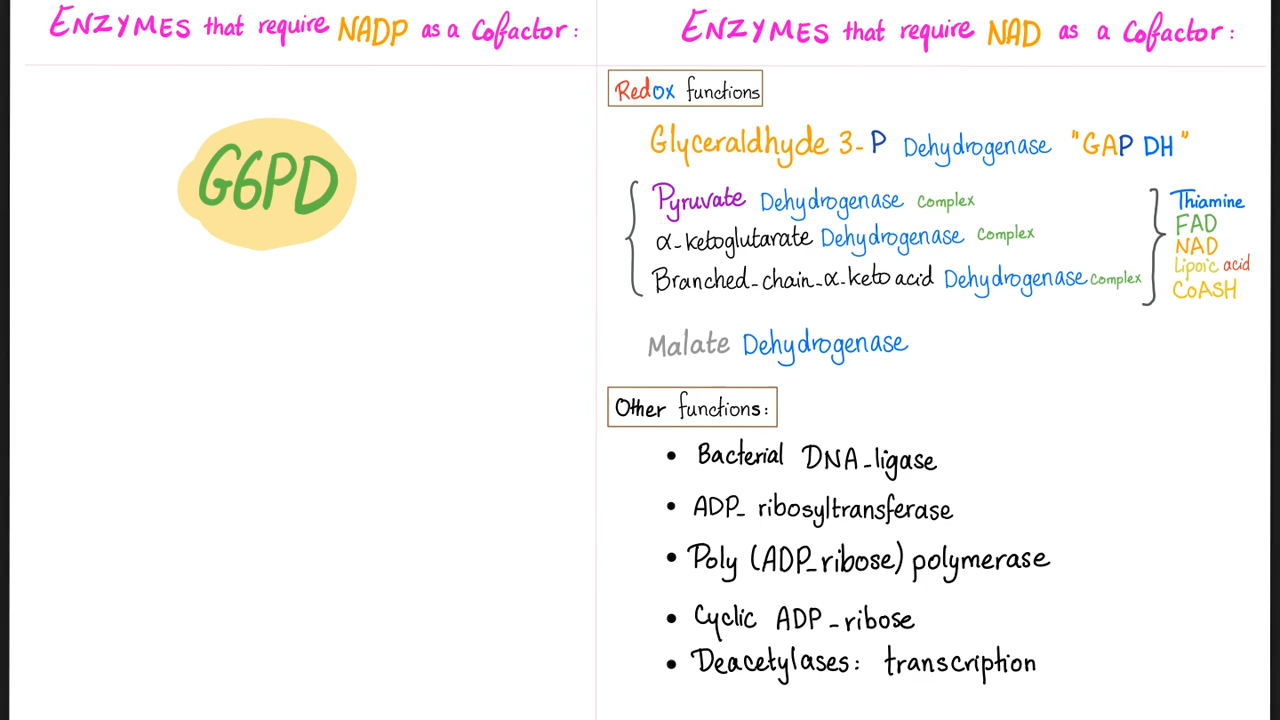 ENZYMES that require NADP as a Cofactor:
G6PD
ENZYMES that require NAD as a Cofactor:
Redox functions
Glyceraldhyde 3-P Dehydrogenase "GAPDH"
Pyruvate Dehydrogenase Complex
α-ketoglutarate Dehydrogenase Complex
Branched-chain-α-keto acid Dehydrogenase Complex
Thiamine
FAD
NAD
Lipoic acid
CoASH
Malate Dehydrogenase
Other functions:
• Bacterial DNA-ligase
• ADP- ribosyltransferase
• Poly (ADP-ribose) polymerase
• Cyclic ADP-ribose
• Deacetylases: transcription